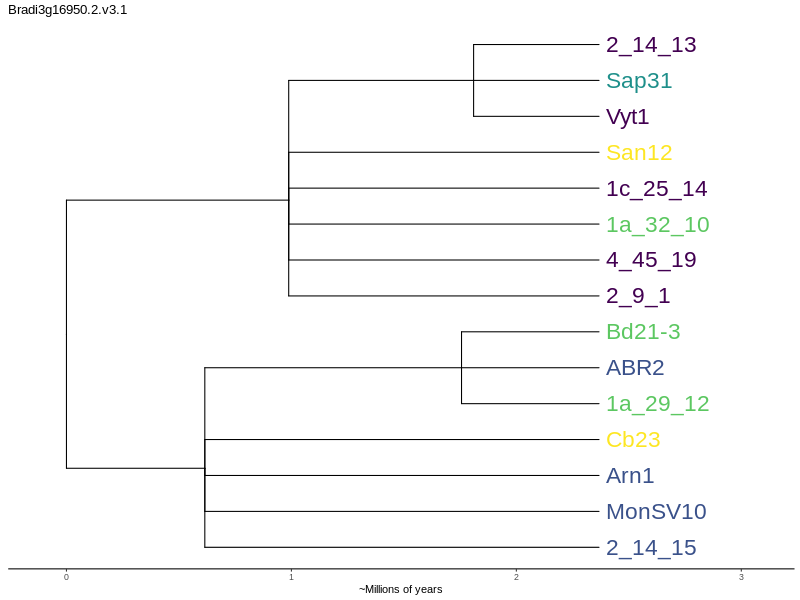 Bradi3g16950.2.v3.1
2_14_13
Sap31
Vyt1
San12
1c_25_14
1a_32_10
4_45_19
2_9_1
Bd21-3
ABR2
1a_29_12
Cb23
Arn1
MonSV10
2_14_15
0 1 2 3
~Millions of years